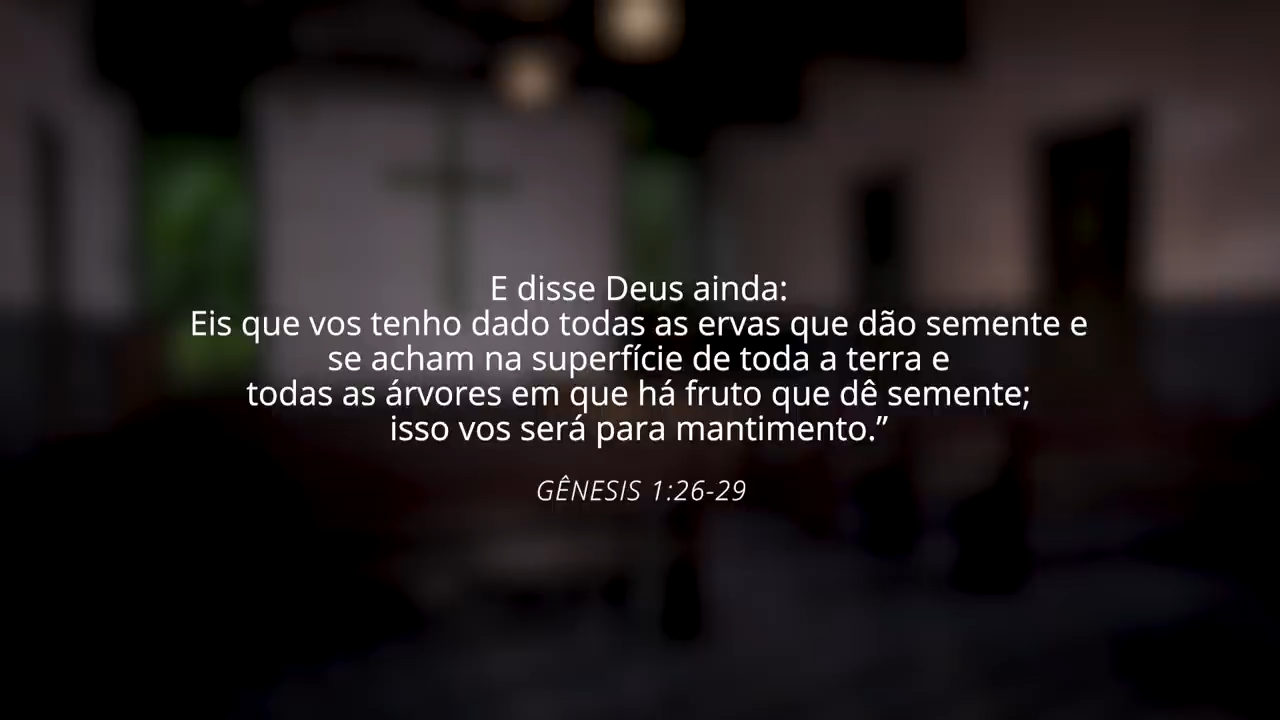 E disse Deus ainda:
Eis que vos tenho dado todas as ervas que dão semente e
se acham na superfície de toda a terra e
todas as árvores em que há fruto que dê semente;
isso vos será para mantimento.”
GÊNESIS 1:26-29